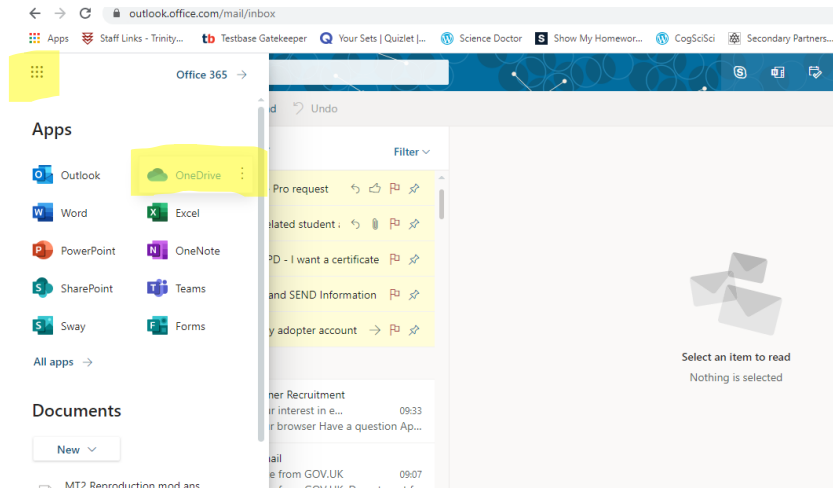 outlook.office.com/mail/inbox
Apps Staff Links - Trinity... tb Testbase Gatekeeper Your Sets | Quizlet |... Science Doctor S Show My Homewor... CogSciSci Secondary Partners...
Office 365 →
Undo
Apps
Filter
Outlook OneDrive
Pro request
Word Excel
elated student
PowerPoint OneNote
PD - I want a certificate
SharePoint Teams
and SEND Information
Sway Forms
y adopter account
All apps →
Select an item to read
Nothing is selected
Documents
ner Recruitment
ur interest in e... 09:33
ur browser Have a question Ap...
New
ail
e from GOV.UK 09:07
MT2 Reproduction mod ans